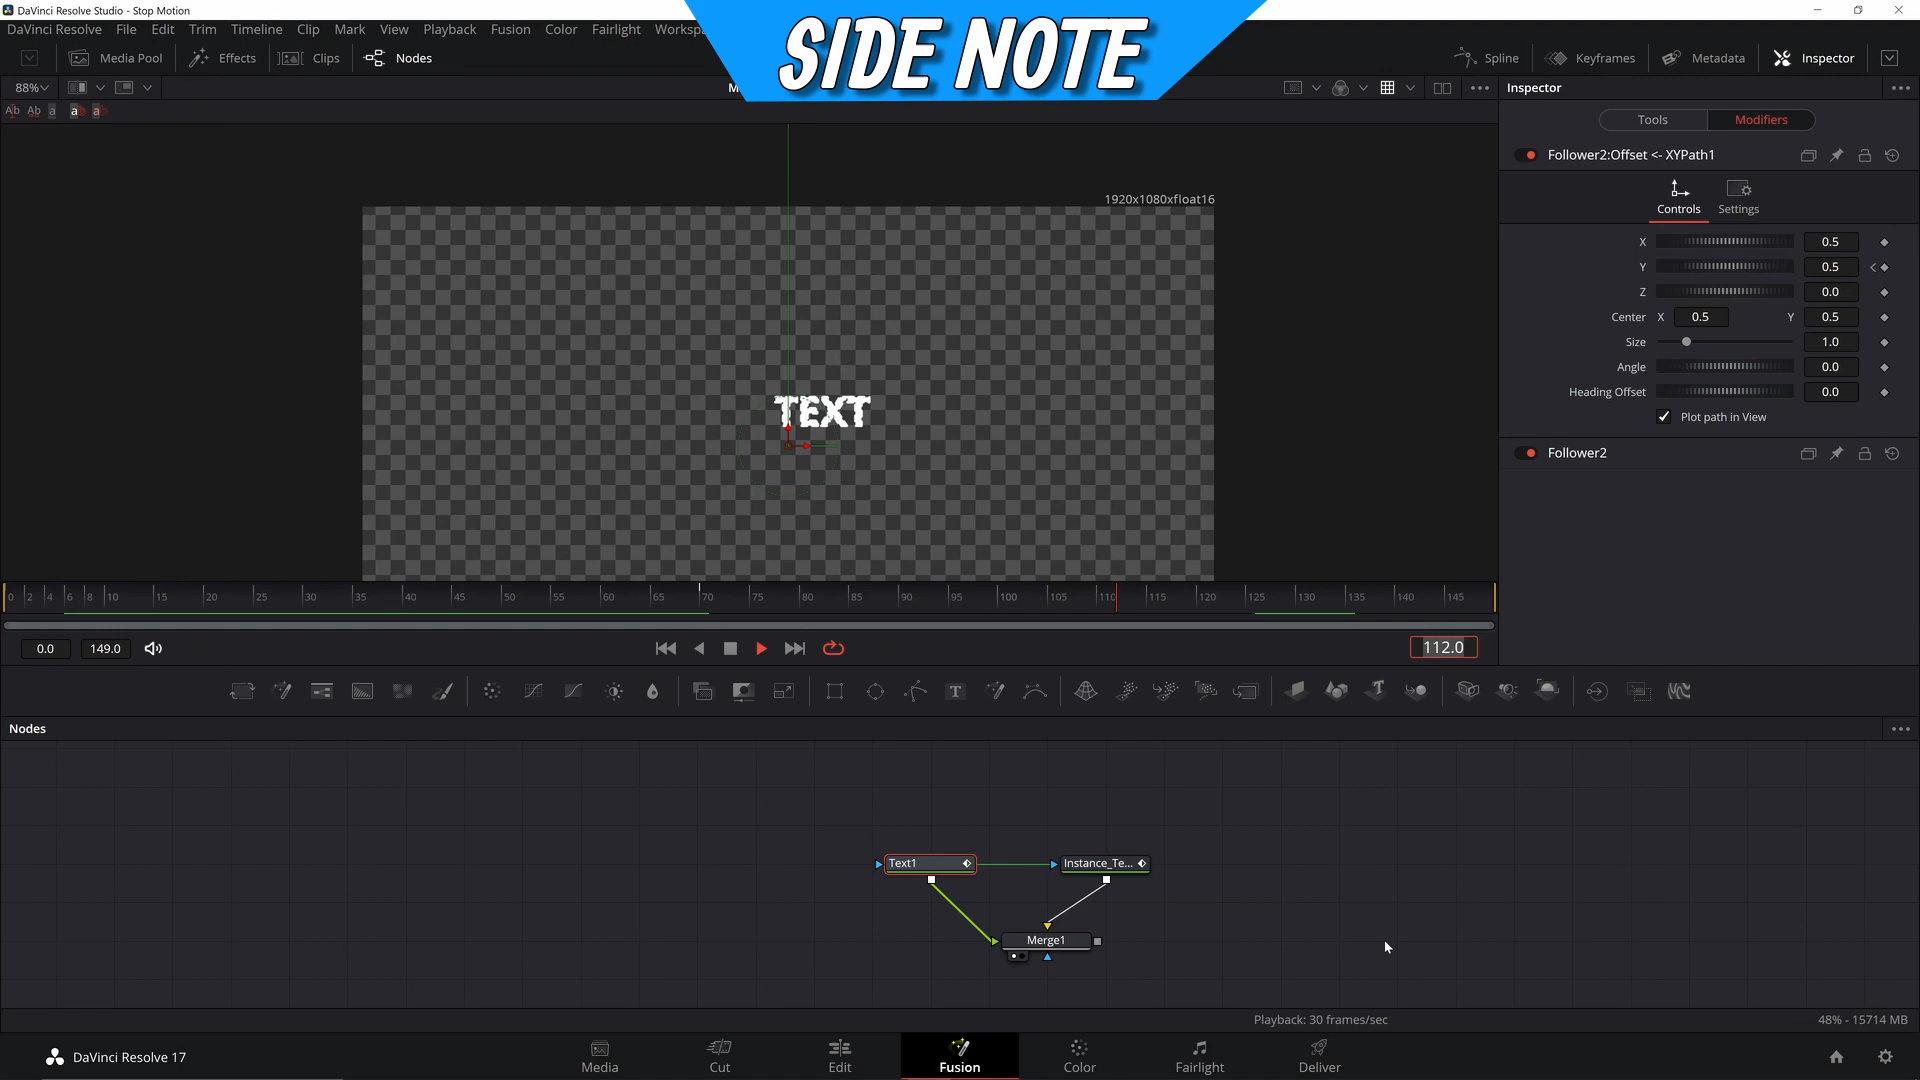 DaVinci Resolve Studio - Stop Motion
DaVinci Resolve File Edit Trim Timeline Clip Mark View Playback Fusion Color Fairlight Worksp
SIDE NOTE
Media Pool Effects Clips Nodes
Spline Keyframes Metadata Inspector
88%
M
Inspector
Ab Ab a a a
Tools Modifiers
Follower2:Offset <- XYPath1
Controls Settings
1920x1080xfloat16
X 0.5
Y 0.5
Z 0.0
Center X 0.5 Y 0.5
Size 1.0
Angle 0.0
Heading Offset 0.0
Plot path in View
Follower2
TEXT
0 2 4 6 8 10 15 20 25 30 35 40 45 50 55 60 65 70 75 80 85 90 95 100 105 110 115 120 125 130 135 140 145
0.0 149.0 112.0
Nodes
Text1 Instance_Te...
Merge1
Playback: 30 frames/sec 48% - 15714 MB
DaVinci Resolve 17
Media Cut Edit Fusion Color Fairlight Deliver